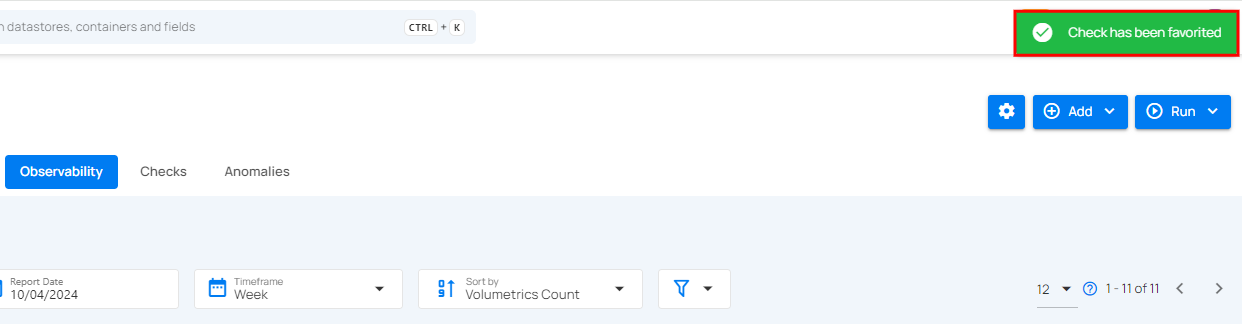 datastores, containers and fields
CTRL + K
Check has been favorited
Add
Run
Observability
Checks
Anomalies
Report Date
10/04/2024
Timeframe
Week
Sort by
Volumetrics Count
12
1 - 11 of 11